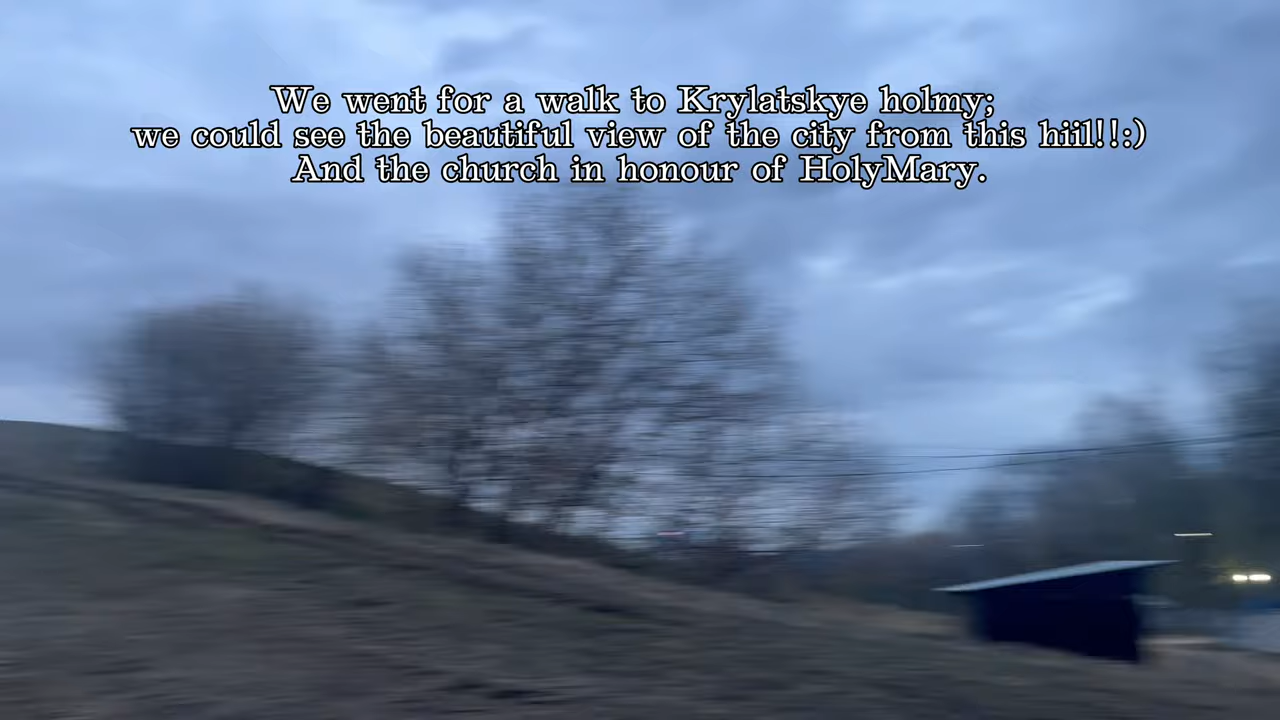 We went for a walk to Krylatskye holmy;
we could see the beautiful view of the city from this hiil!!:)
And the church in honour of HolyMary.